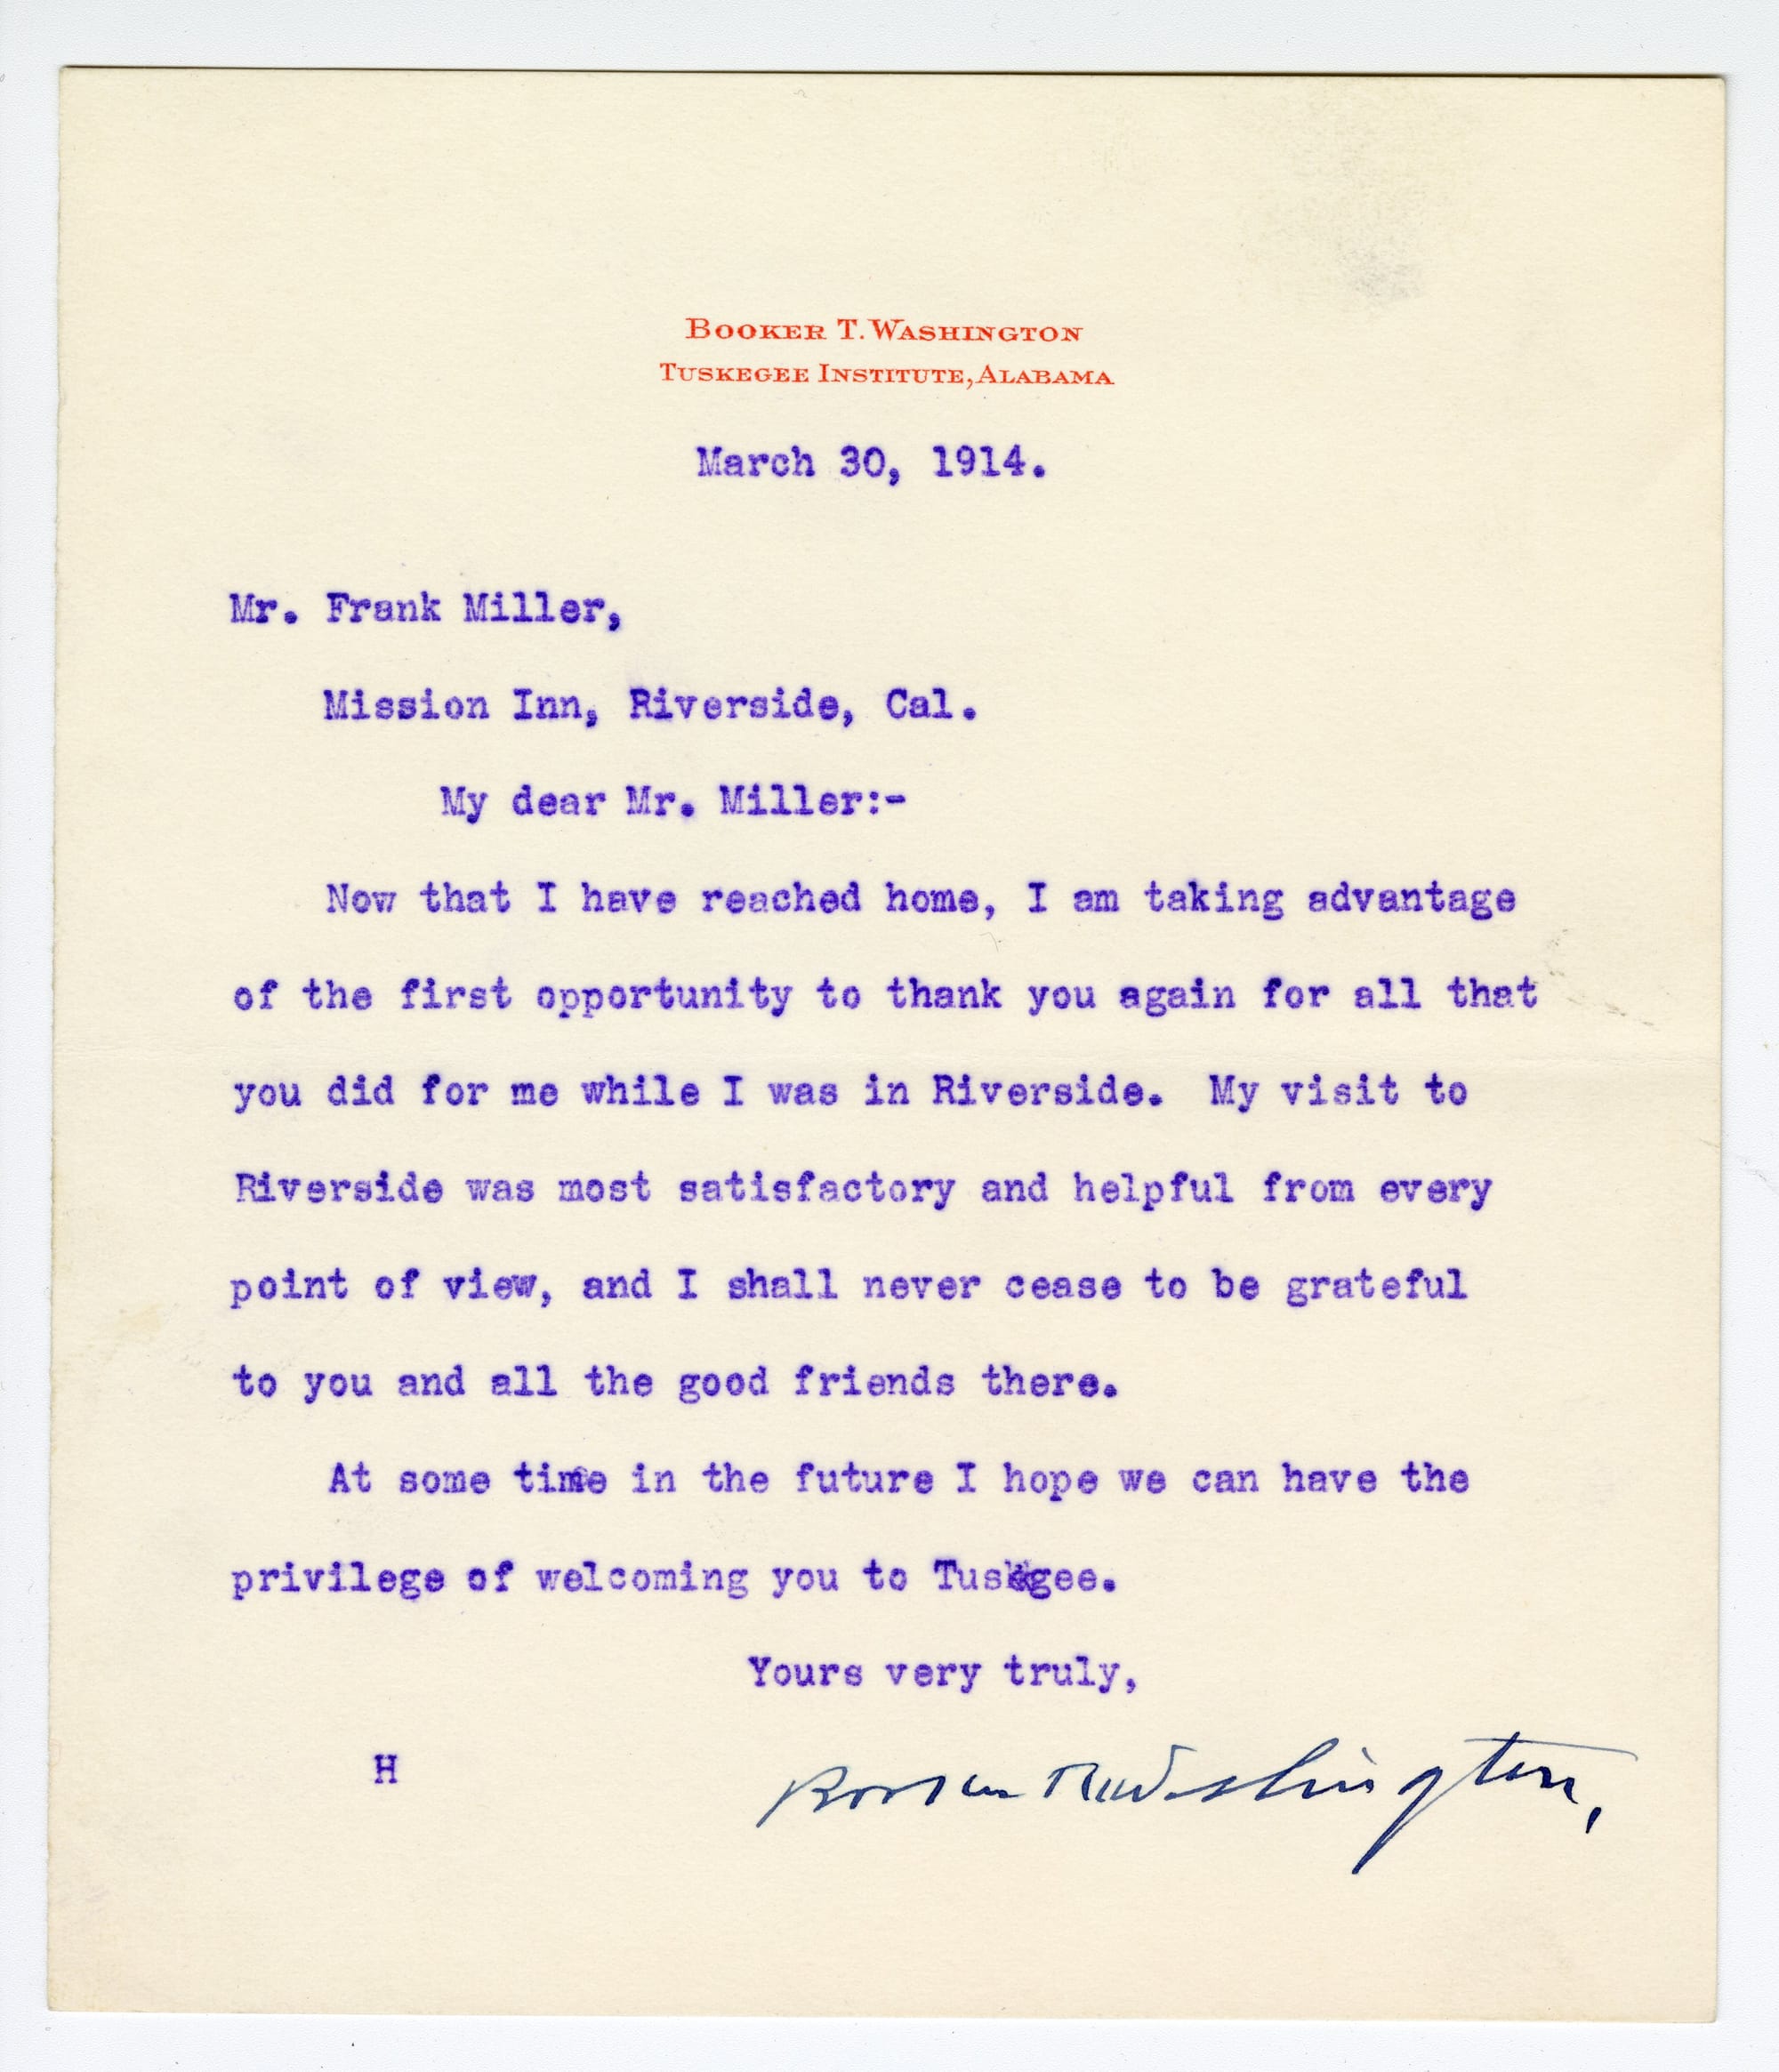 BOOKER T. WASHINGTON
TUSKEGEE INSTITUTE, ALABAMA
March 30, 1914.
Mr. Frank Miller,
Mission Inn, Riverside, Cal.
My dear Mr. Miller:-
Now that I have reached home, I am taking advantage
of the first opportunity to thank you again for all that
you did for me while I was in Riverside. My visit to
Riverside was most satisfactory and helpful from every
point of view, and I shall never cease to be grateful
to you and all the good friends there.
At some time in the future I hope we can have the
privilege of welcoming you to Tuskegee.
Yours very truly,
H
Booker T. Washington,